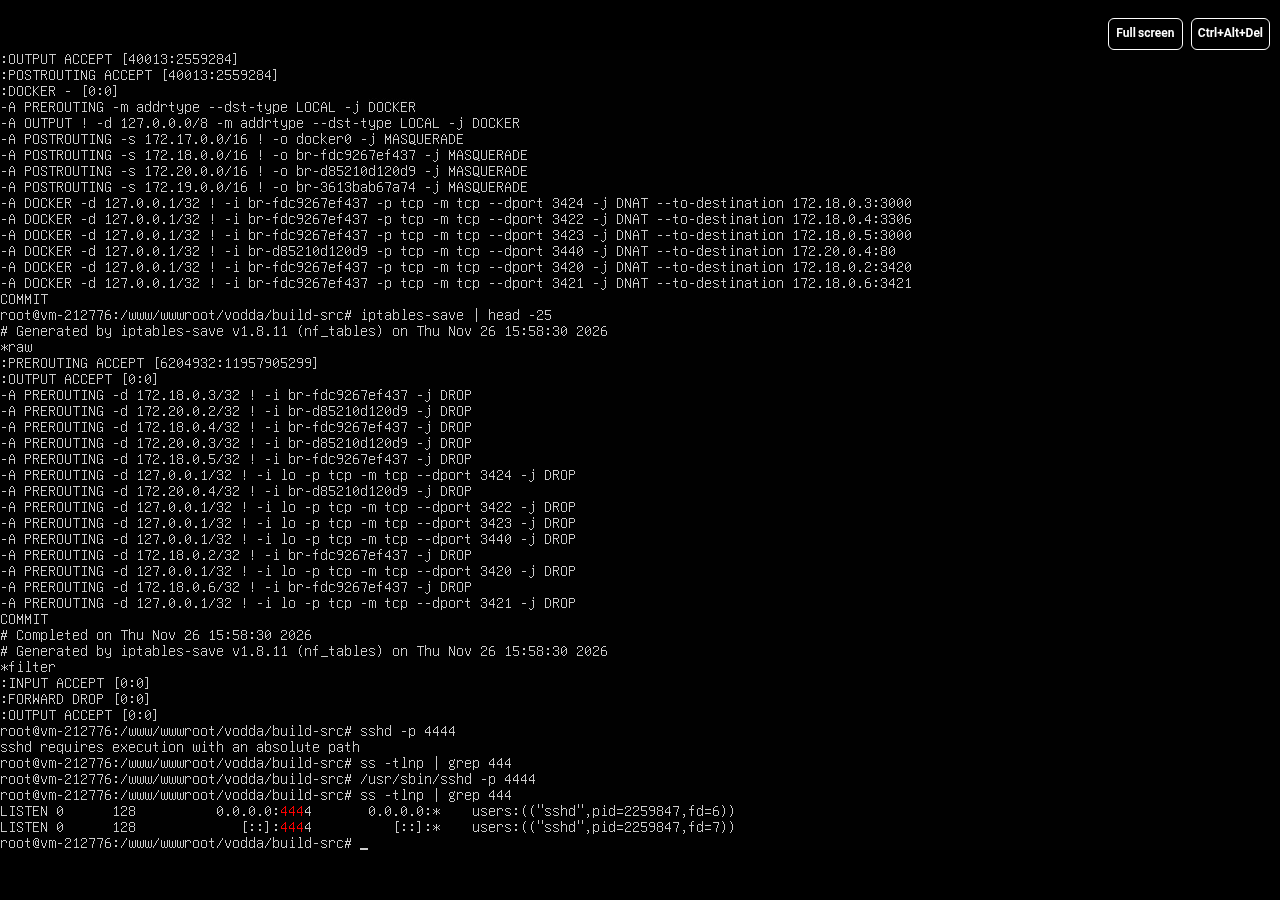 Full screen
Ctrl+Alt+Del
:OUTPUT ACCEPT [40013:2559284]
:POSTROUTING ACCEPT [40013:2559284]
:DOCKER - [0:0]
-A PREROUTING -m addrtype --dst-type LOCAL -j DOCKER
-A OUTPUT ! -d 127.0.0.0/8 -m addrtype --dst-type LOCAL -j DOCKER
-A POSTROUTING -s 172.17.0.0/16 ! -o docker0 -j MASQUERADE
-A POSTROUTING -s 172.18.0.0/16 ! -o br-fdc9267ef437 -j MASQUERADE
-A POSTROUTING -s 172.20.0.0/16 ! -o br-d85210d120d9 -j MASQUERADE
-A POSTROUTING -s 172.19.0.0/16 ! -o br-3613bab67a74 -j MASQUERADE
-A DOCKER -d 127.0.0.1/32 ! -i br-fdc9267ef437 -p tcp -m tcp --dport 3424 -j DNAT --to-destination 172.18.0.3:3000
-A DOCKER -d 127.0.0.1/32 ! -i br-fdc9267ef437 -p tcp -m tcp --dport 3422 -j DNAT --to-destination 172.18.0.4:3306
-A DOCKER -d 127.0.0.1/32 ! -i br-fdc9267ef437 -p tcp -m tcp --dport 3423 -j DNAT --to-destination 172.18.0.5:3000
-A DOCKER -d 127.0.0.1/32 ! -i br-d85210d120d9 -p tcp -m tcp --dport 3440 -j DNAT --to-destination 172.20.0.4:80
-A DOCKER -d 127.0.0.1/32 ! -i br-fdc9267ef437 -p tcp -m tcp --dport 3420 -j DNAT --to-destination 172.18.0.2:3420
-A DOCKER -d 127.0.0.1/32 ! -i br-fdc9267ef437 -p tcp -m tcp --dport 3421 -j DNAT --to-destination 172.18.0.6:3421
COMMIT
root@vm-212776:/www/wwwroot/vodda/build-src# iptables-save | head -25
# Generated by iptables-save v1.8.11 (nf_tables) on Thu Nov 26 15:58:30 2026
*raw
:PREROUTING ACCEPT [6204932:11957905299]
:OUTPUT ACCEPT [0:0]
-A PREROUTING -d 172.18.0.3/32 ! -i br-fdc9267ef437 -j DROP
-A PREROUTING -d 172.20.0.2/32 ! -i br-d85210d120d9 -j DROP
-A PREROUTING -d 172.18.0.4/32 ! -i br-fdc9267ef437 -j DROP
-A PREROUTING -d 172.20.0.3/32 ! -i br-d85210d120d9 -j DROP
-A PREROUTING -d 172.18.0.5/32 ! -i br-fdc9267ef437 -j DROP
-A PREROUTING -d 127.0.0.1/32 ! -i lo -p tcp -m tcp --dport 3424 -j DROP
-A PREROUTING -d 172.20.0.4/32 ! -i br-d85210d120d9 -j DROP
-A PREROUTING -d 127.0.0.1/32 ! -i lo -p tcp -m tcp --dport 3422 -j DROP
-A PREROUTING -d 127.0.0.1/32 ! -i lo -p tcp -m tcp --dport 3423 -j DROP
-A PREROUTING -d 127.0.0.1/32 ! -i lo -p tcp -m tcp --dport 3440 -j DROP
-A PREROUTING -d 172.18.0.2/32 ! -i br-fdc9267ef437 -j DROP
-A PREROUTING -d 127.0.0.1/32 ! -i lo -p tcp -m tcp --dport 3420 -j DROP
-A PREROUTING -d 172.18.0.6/32 ! -i br-fdc9267ef437 -j DROP
-A PREROUTING -d 127.0.0.1/32 ! -i lo -p tcp -m tcp --dport 3421 -j DROP
COMMIT
# Completed on Thu Nov 26 15:58:30 2026
# Generated by iptables-save v1.8.11 (nf_tables) on Thu Nov 26 15:58:30 2026
*filter
:INPUT ACCEPT [0:0]
:FORWARD DROP [0:0]
:OUTPUT ACCEPT [0:0]
root@vm-212776:/www/wwwroot/vodda/build-src# sshd -p 4444
sshd requires execution with an absolute path
root@vm-212776:/www/wwwroot/vodda/build-src# ss -tlnp | grep 444
root@vm-212776:/www/wwwroot/vodda/build-src# /usr/sbin/sshd -p 4444
root@vm-212776:/www/wwwroot/vodda/build-src# ss -tlnp | grep 444
LISTEN 0      128          0.0.0.0:4444       0.0.0.0:*    users:(("sshd",pid=2259847,fd=6))
LISTEN 0      128             [::]:4444          [::]:*    users:(("sshd",pid=2259847,fd=7))
root@vm-212776:/www/wwwroot/vodda/build-src# _